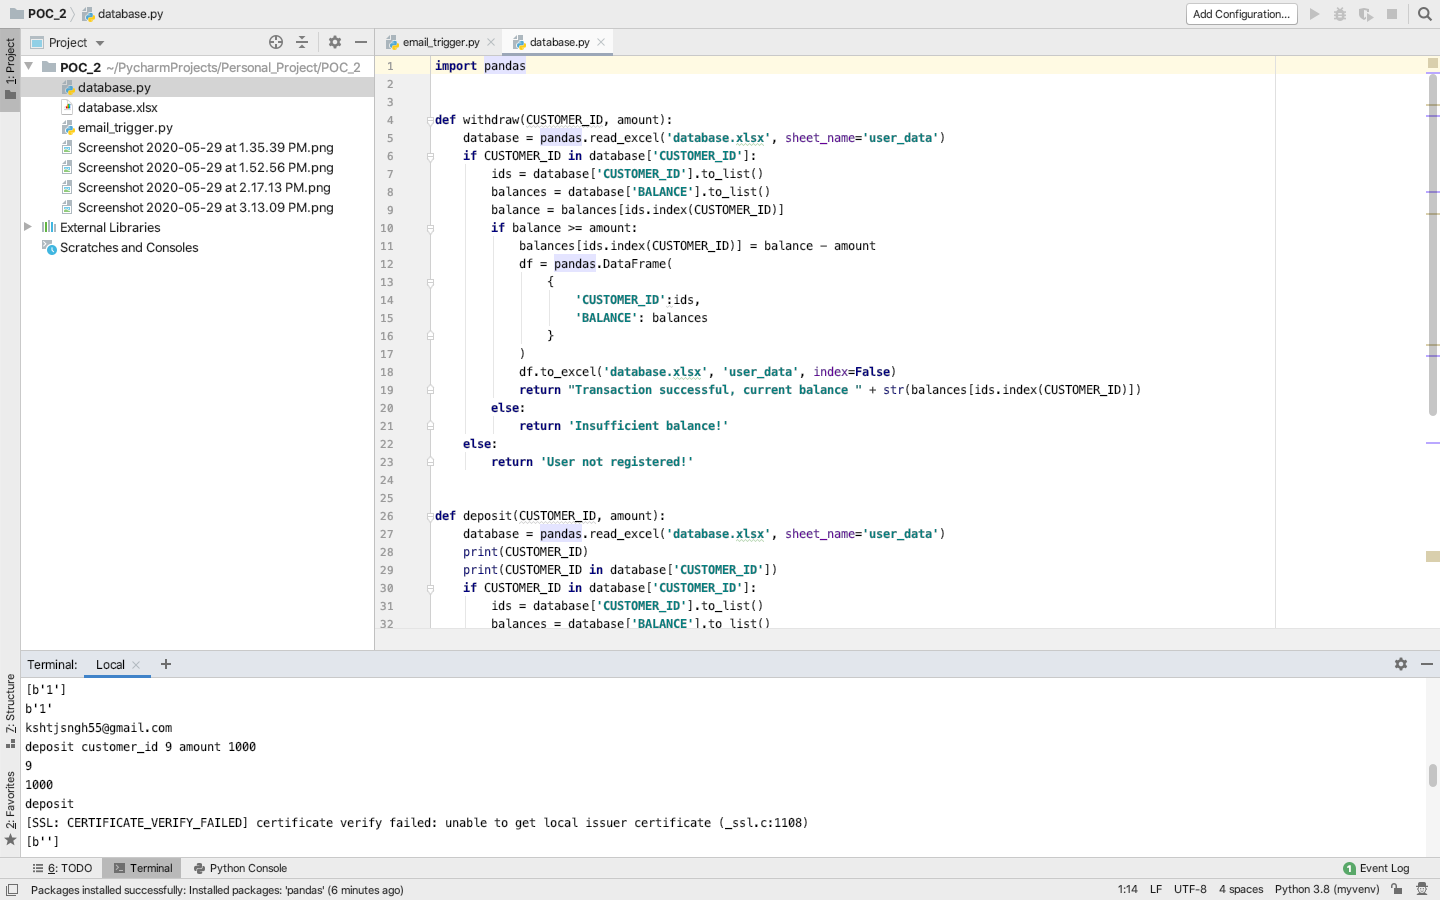 POC_2 database.py Add Configuration...
Project
email_trigger.py database.py
1: Project
POC_2 ~/PycharmProjects/Personal_Project/POC_2
database.py
database.xlsx
email_trigger.py
Screenshot 2020-05-29 at 1.35.39 PM.png
Screenshot 2020-05-29 at 1.52.56 PM.png
Screenshot 2020-05-29 at 2.17.13 PM.png
Screenshot 2020-05-29 at 3.13.09 PM.png
External Libraries
Scratches and Consoles
1 import pandas
2
3
4 def withdraw(CUSTOMER_ID, amount):
5     database = pandas.read_excel('database.xlsx', sheet_name='user_data')
6     if CUSTOMER_ID in database['CUSTOMER_ID']:
7         ids = database['CUSTOMER_ID'].to_list()
8         balances = database['BALANCE'].to_list()
9         balance = balances[ids.index(CUSTOMER_ID)]
10         if balance >= amount:
11             balances[ids.index(CUSTOMER_ID)] = balance - amount
12             df = pandas.DataFrame(
13                 {
14                     'CUSTOMER_ID':ids,
15                     'BALANCE': balances
16                 }
17             )
18             df.to_excel('database.xlsx', 'user_data', index=False)
19             return "Transaction successful, current balance " + str(balances[ids.index(CUSTOMER_ID)])
20         else:
21             return 'Insufficient balance!'
22     else:
23         return 'User not registered!'
24
25
26 def deposit(CUSTOMER_ID, amount):
27     database = pandas.read_excel('database.xlsx', sheet_name='user_data')
28     print(CUSTOMER_ID)
29     print(CUSTOMER_ID in database['CUSTOMER_ID'])
30     if CUSTOMER_ID in database['CUSTOMER_ID']:
31         ids = database['CUSTOMER_ID'].to_list()
32         balances = database['BALANCE'].to_list()
Terminal: Local +
[b'1']
b'1'
kshtjsngh55@gmail.com
deposit customer_id 9 amount 1000
9
1000
deposit
[SSL: CERTIFICATE_VERIFY_FAILED] certificate verify failed: unable to get local issuer certificate (_ssl.c:1108)
[b'']
Z: Structure
2: Favorites
6: TODO Terminal Python Console 1 Event Log
Packages installed successfully: Installed packages: 'pandas' (6 minutes ago) 1:14 LF UTF-8 4 spaces Python 3.8 (myvenv)